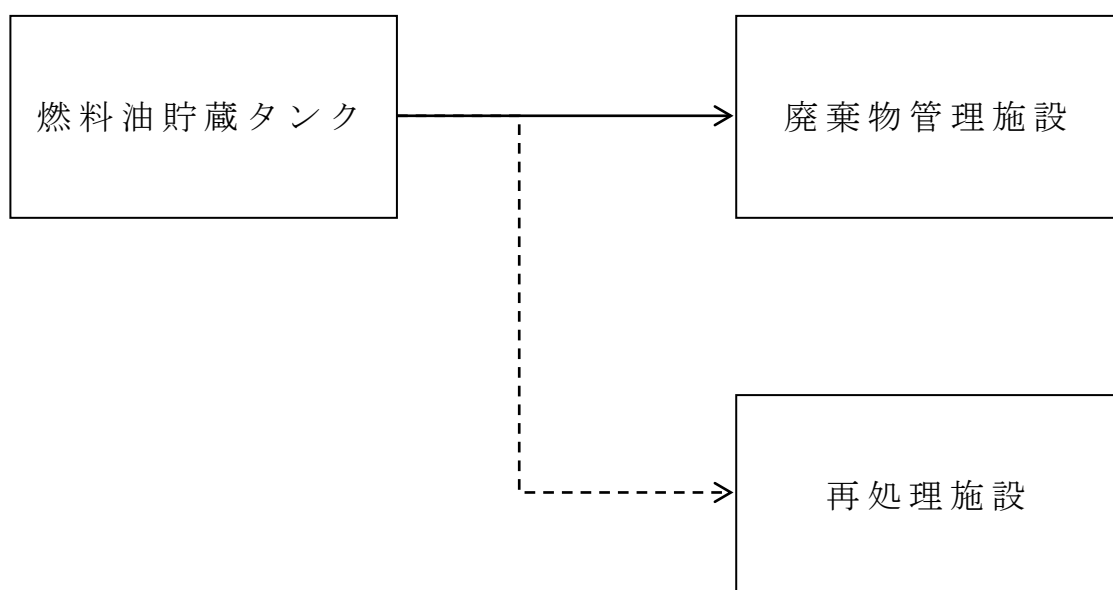 燃料油貯蔵タンク
廃棄物管理施設
再処理施設